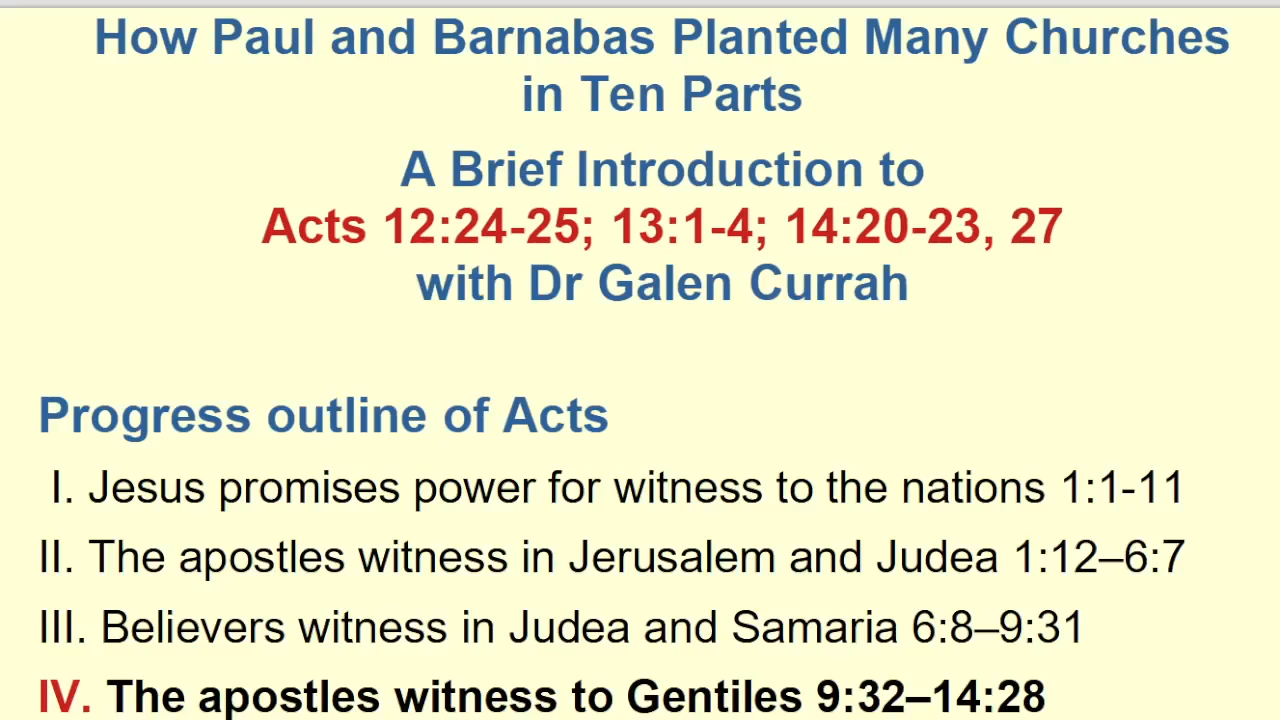 How Paul and Barnabas Planted Many Churches
in Ten Parts
A Brief Introduction to
Acts 12:24-25; 13:1-4; 14:20-23, 27
with Dr Galen Currah
Progress outline of Acts
I. Jesus promises power for witness to the nations 1:1-11
II. The apostles witness in Jerusalem and Judea 1:12–6:7
III. Believers witness in Judea and Samaria 6:8–9:31
IV. The apostles witness to Gentiles 9:32–14:28